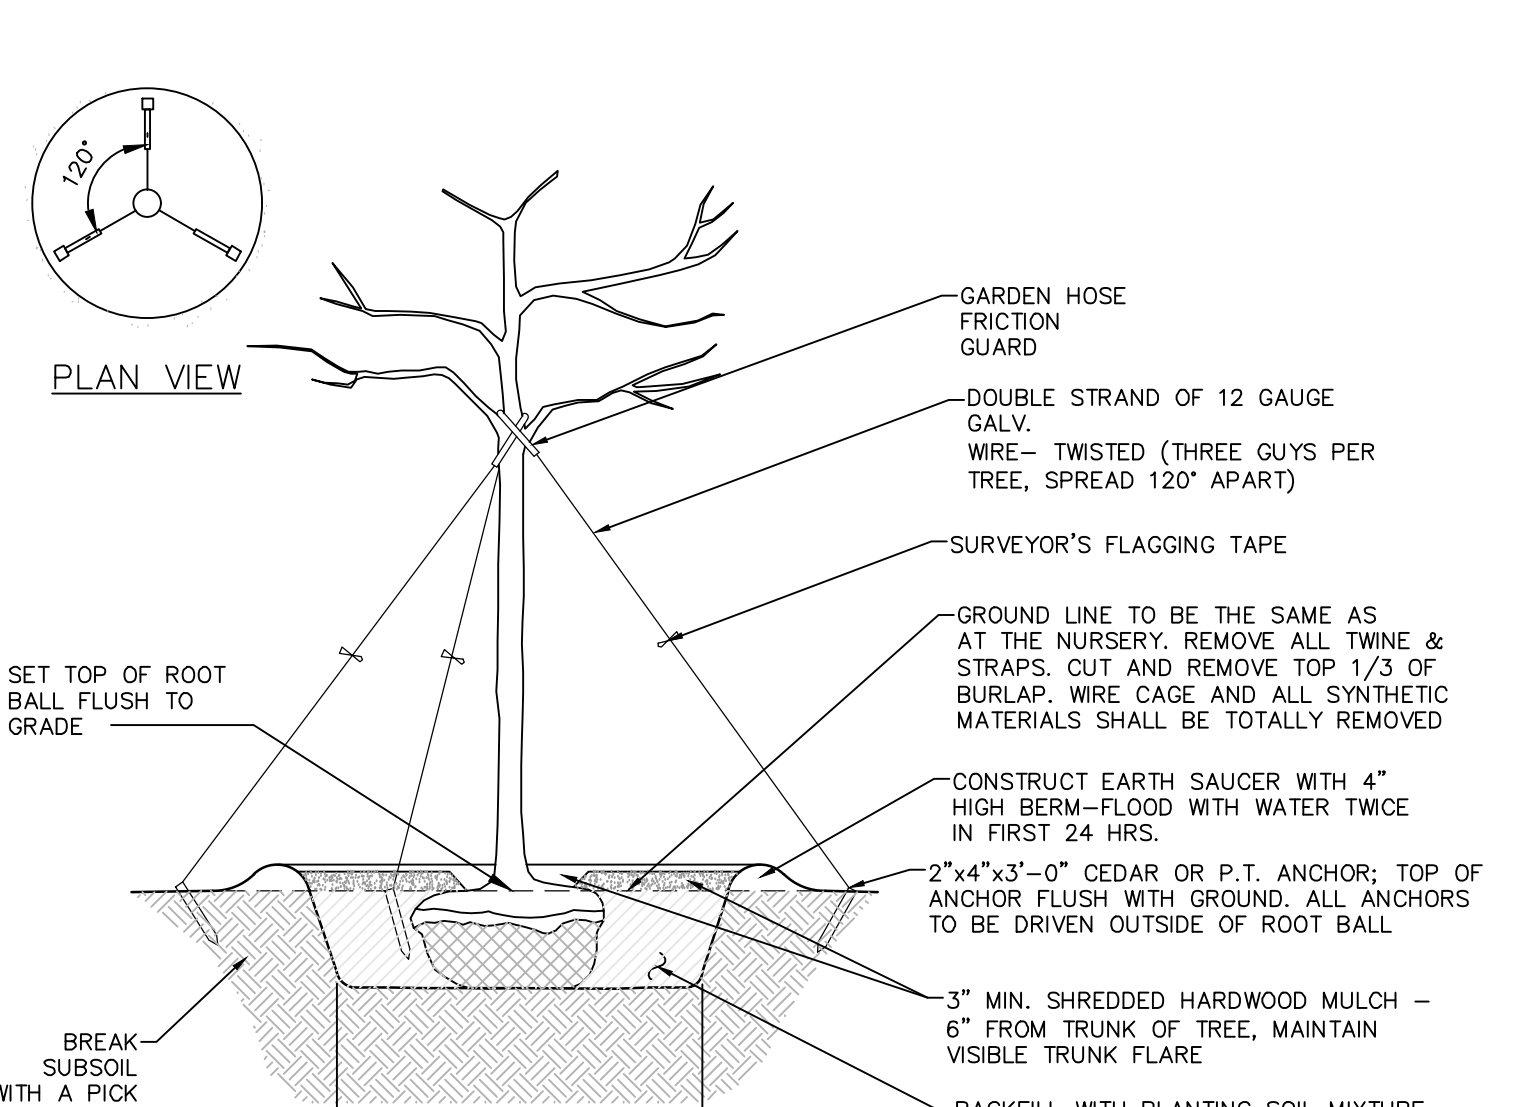 120°
PLAN VIEW
GARDEN HOSE
FRICTION
GUARD
DOUBLE STRAND OF 12 GAUGE
GALV.
WIRE– TWISTED (THREE GUYS PER
TREE, SPREAD 120° APART)
SURVEYOR'S FLAGGING TAPE
GROUND LINE TO BE THE SAME AS
AT THE NURSERY. REMOVE ALL TWINE &
STRAPS. CUT AND REMOVE TOP 1/3 OF
BURLAP. WIRE CAGE AND ALL SYNTHETIC
MATERIALS SHALL BE TOTALLY REMOVED
SET TOP OF ROOT
BALL FLUSH TO
GRADE
CONSTRUCT EARTH SAUCER WITH 4"
HIGH BERM–FLOOD WITH WATER TWICE
IN FIRST 24 HRS.
2"x4"x3'–0" CEDAR OR P.T. ANCHOR; TOP OF
ANCHOR FLUSH WITH GROUND. ALL ANCHORS
TO BE DRIVEN OUTSIDE OF ROOT BALL
3" MIN. SHREDDED HARDWOOD MULCH –
6" FROM TRUNK OF TREE, MAINTAIN
VISIBLE TRUNK FLARE
BREAK
SUBSOIL
WITH A PICK
BACKFILL WITH PLANTING SOIL MIXTURE